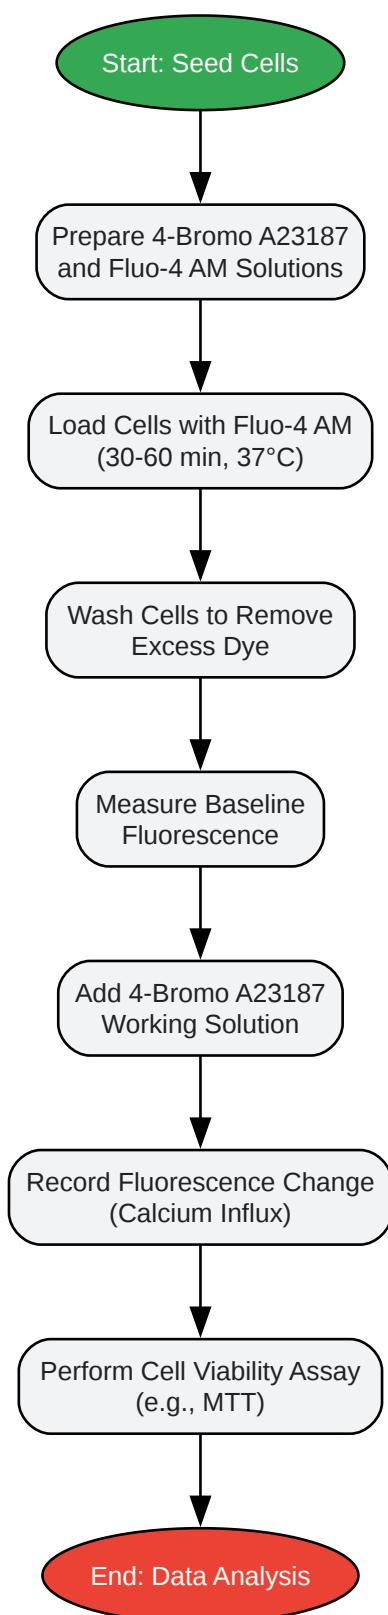 Start: Seed Cells
Prepare 4-Bromo A23187
and Fluo-4 AM Solutions
Load Cells with Fluo-4 AM
(30-60 min, 37°C)
Wash Cells to Remove
Excess Dye
Measure Baseline
Fluorescence
Add 4-Bromo A23187
Working Solution
Record Fluorescence Change
(Calcium Influx)
Perform Cell Viability Assay
(e.g., MTT)
End: Data Analysis